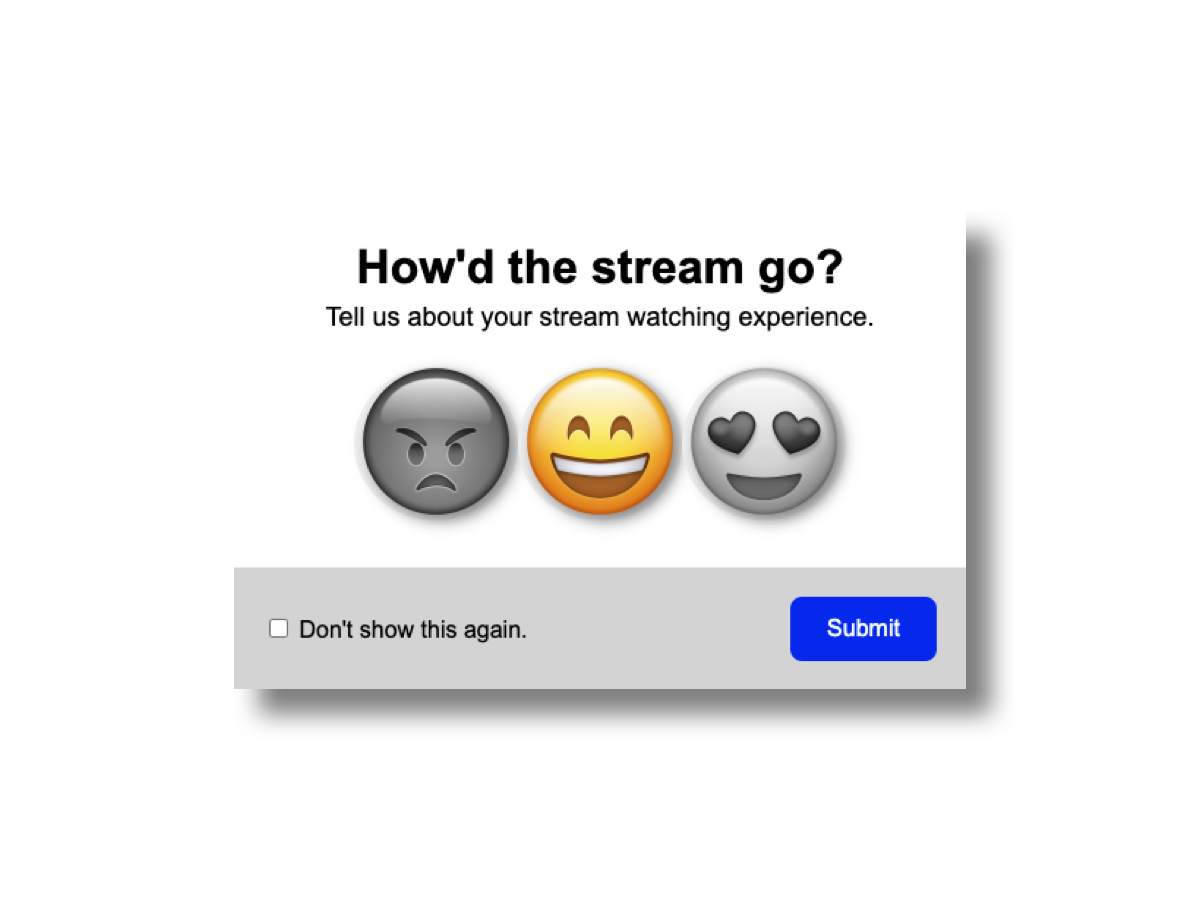 How'd the stream go?
Tell us about your stream watching experience.
Don't show this again.
Submit